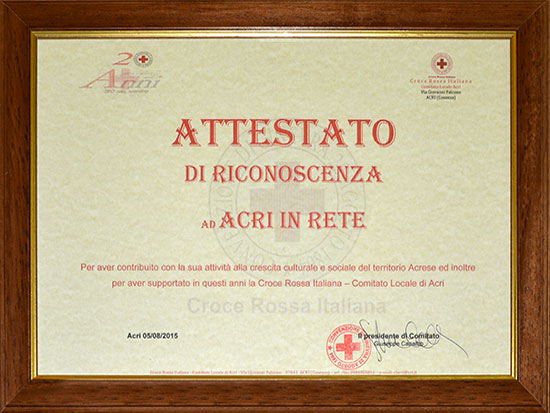 20
Anni
Croce Rossa Italiana
Comitato Locale Acri
Via Giovanni Falcone
ACRI (Cosenza)
ATTESTATO
DI RICONOSCENZA
AD ACRI IN RETE
Per aver contribuito con la sua attività alla crescita culturale e sociale del territorio Acrese ed inoltre
per aver supportato in questi anni la Croce Rossa Italiana – Comitato Locale di Acri
Croce Rossa Italiana
Acri 05/08/2015
Il presidente di Comitato
Giuseppe